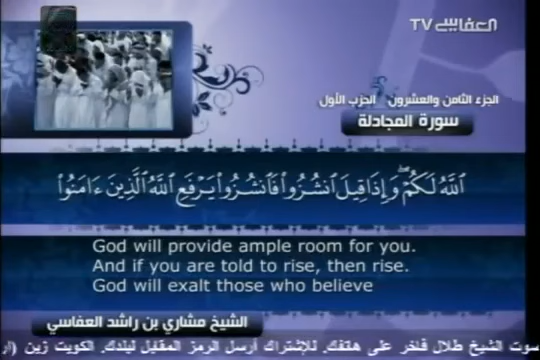 العفاسي TV
الجزء الثامن والعشرون الحزب الأول
سورة المجادلة
اللَّهُ لَكُمْ ۖ وَإِذَا قِيلَ انشُزُوا فَانشُزُوا يَرْفَعِ اللَّهُ الَّذِينَ ءَامَنُوا
God will provide ample room for you.
And if you are told to rise, then rise.
God will exalt those who believe
الشيخ مشاري بن راشد العفاسي
صوت الشيخ طلال فاخر على هاتفك. للإشتراك أرسل الرمز المقابل لبلدك. الكويت زين (ار